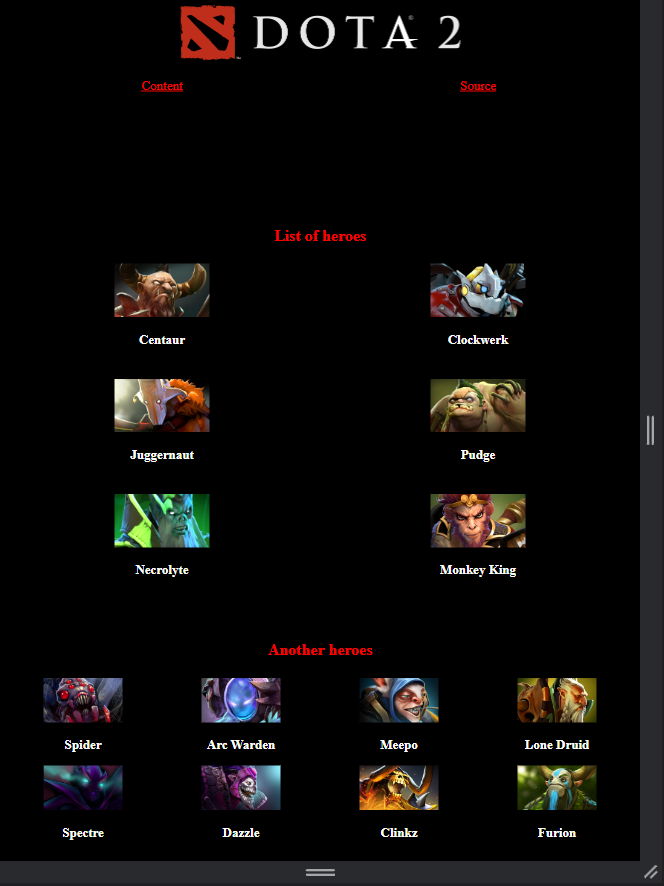 DOTA 2
Content Source
List of heroes
Centaur Clockwerk
Juggernaut Pudge
Necrolyte Monkey King
Another heroes
Spider Arc Warden Meepo Lone Druid
Spectre Dazzle Clinkz Furion